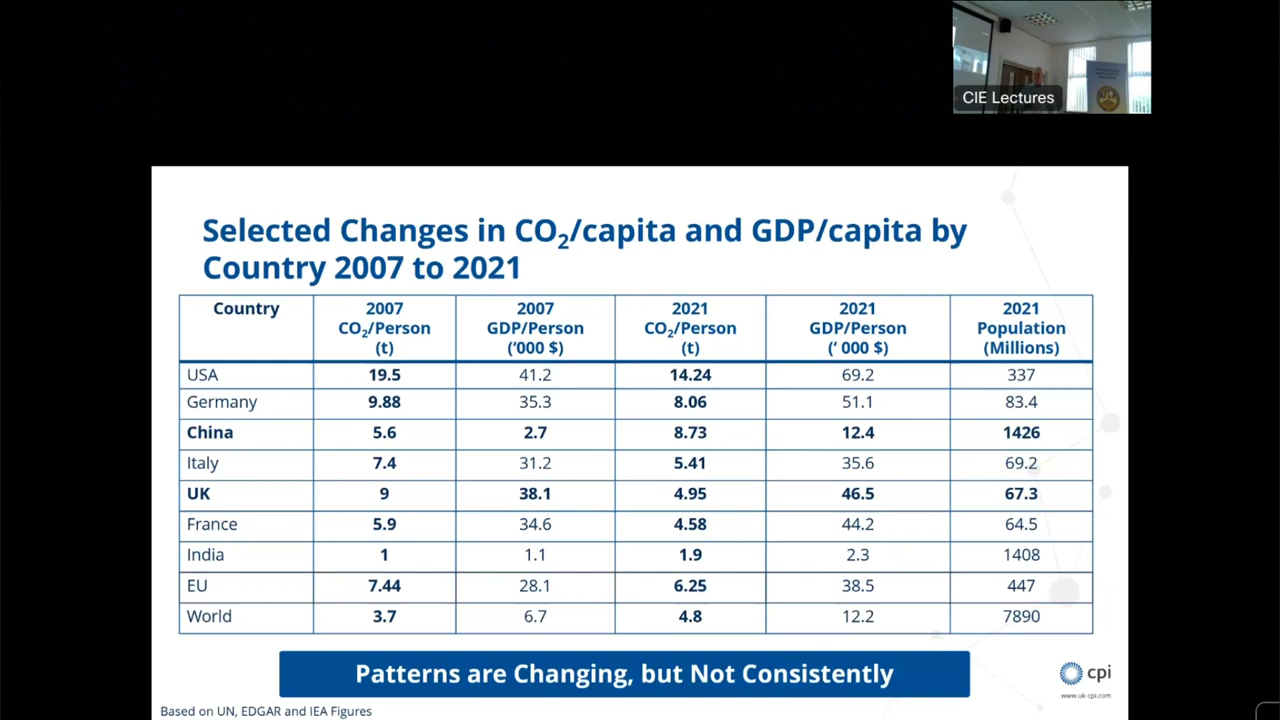 CIE Lectures
Selected Changes in CO₂/capita and GDP/capita by
Country 2007 to 2021
Country 2007 CO₂/Person (t) 2007 GDP/Person (‘000 $) 2021 CO₂/Person (t) 2021 GDP/Person (‘ 000 $) 2021 Population (Millions)
USA 19.5 41.2 14.24 69.2 337
Germany 9.88 35.3 8.06 51.1 83.4
China 5.6 2.7 8.73 12.4 1426
Italy 7.4 31.2 5.41 35.6 69.2
UK 9 38.1 4.95 46.5 67.3
France 5.9 34.6 4.58 44.2 64.5
India 1 1.1 1.9 2.3 1408
EU 7.44 28.1 6.25 38.5 447
World 3.7 6.7 4.8 12.2 7890
Patterns are Changing, but Not Consistently
cpi
www.uk-cpi.com
Based on UN, EDGAR and IEA Figures